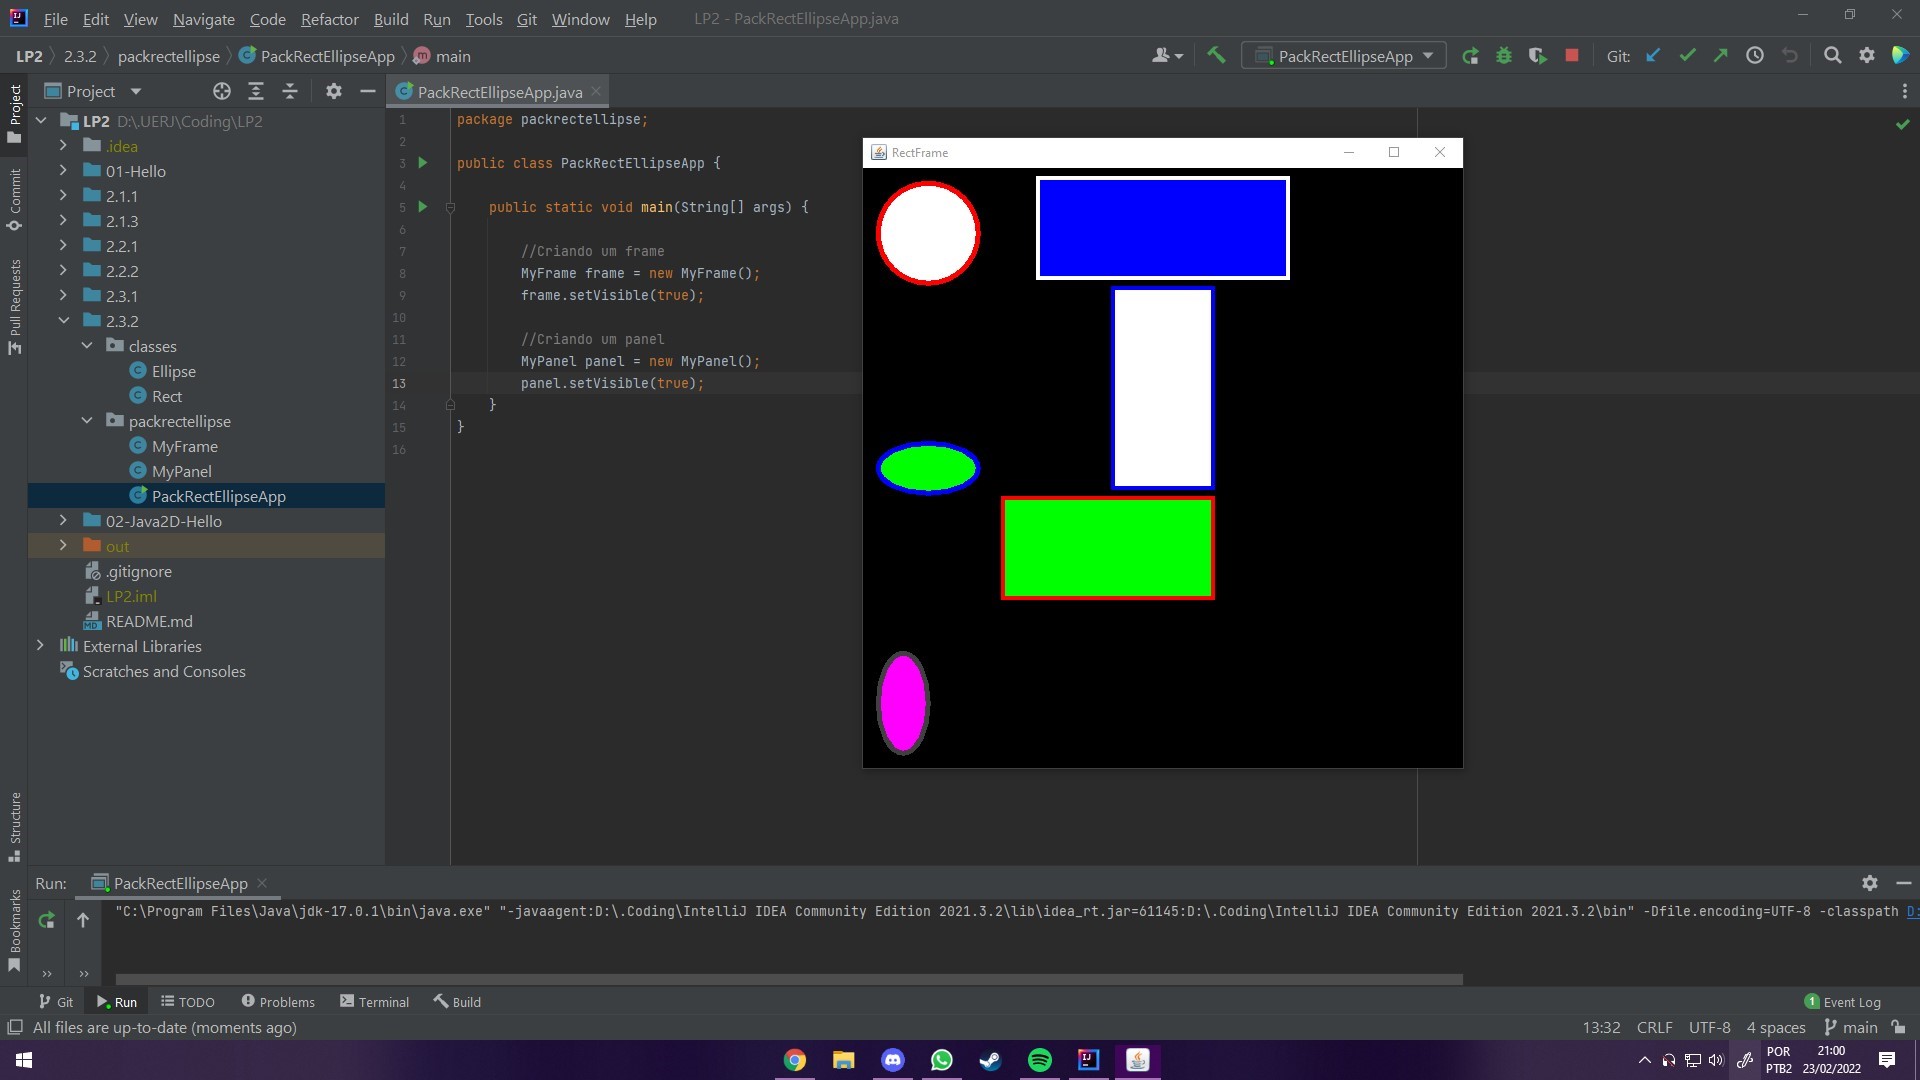 File Edit View Navigate Code Refactor Build Run Tools Git Window Help LP2 - PackRectEllipseApp.java
LP2 2.3.2 packrectellipse PackRectEllipseApp main PackRectEllipseApp Git:
Project
PackRectEllipseApp.java
Project
Commit
Pull Requests
Structure
Bookmarks
LP2 D:\.UERJ\Coding\LP2
.idea
01-Hello
2.1.1
2.1.3
2.2.1
2.2.2
2.3.1
2.3.2
classes
Ellipse
Rect
packrectellipse
MyFrame
MyPanel
PackRectEllipseApp
02-Java2D-Hello
out
.gitignore
LP2.iml
README.md
External Libraries
Scratches and Consoles
1 package packrectellipse;
2
3 public class PackRectEllipseApp {
4
5 public static void main(String[] args) {
6
7 //Criando um frame
8 MyFrame frame = new MyFrame();
9 frame.setVisible(true);
10
11 //Criando um panel
12 MyPanel panel = new MyPanel();
13 panel.setVisible(true);
14 }
15 }
16
RectFrame
Run: PackRectEllipseApp
"C:\Program Files\Java\jdk-17.0.1\bin\java.exe" "-javaagent:D:\.Coding\IntelliJ IDEA Community Edition 2021.3.2\lib\idea_rt.jar=61145:D:\.Coding\IntelliJ IDEA Community Edition 2021.3.2\bin" -Dfile.encoding=UTF-8 -classpath D:
Git Run TODO Problems Terminal Build 1 Event Log
All files are up-to-date (moments ago) 13:32 CRLF UTF-8 4 spaces main
POR 21:00
PTB2 23/02/2022